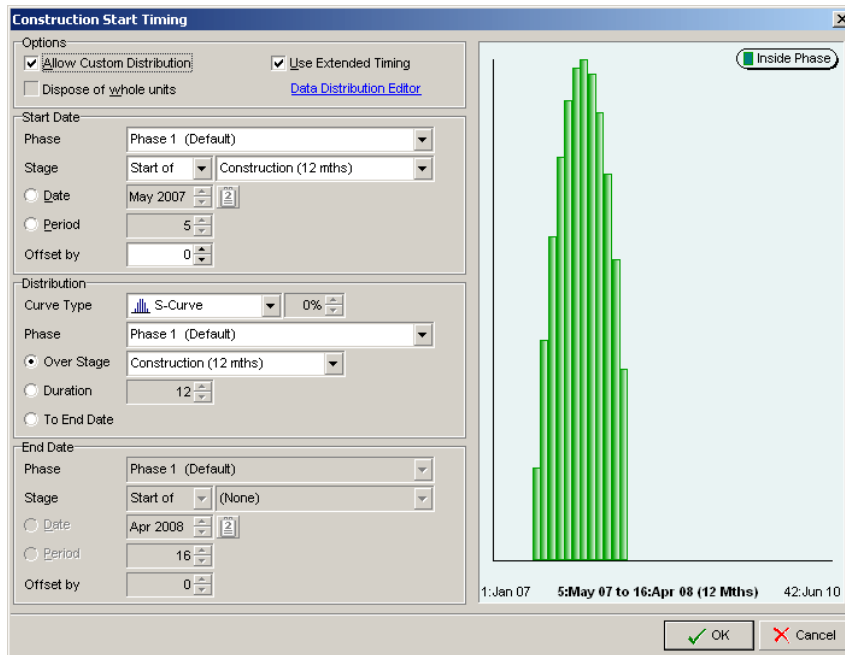 Construction Start Timing
Options
Allow Custom Distribution
Use Extended Timing
Dispose of whole units
Data Distribution Editor
Start Date
Phase
Phase 1 (Default)
Stage
Start of
Construction (12 mths)
Date
May 2007
2
Period
5
Offset by
0
Distribution
Curve Type
S-Curve
0%
Phase
Phase 1 (Default)
Over Stage
Construction (12 mths)
Duration
12
To End Date
End Date
Phase
Phase 1 (Default)
Stage
Start of
(None)
Date
Apr 2008
2
Period
16
Offset by
0
Inside Phase
1:Jan 07
5:May 07 to 16:Apr 08 (12 Mths)
42:Jun 10
OK
Cancel